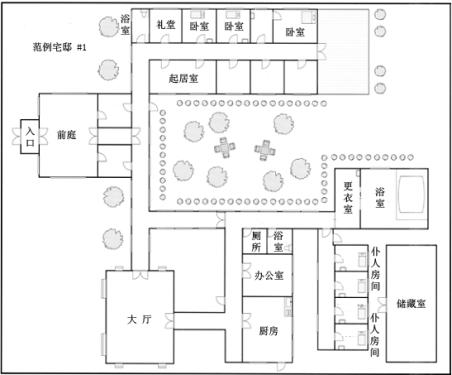 范例宅邸 #1
浴室
礼堂
卧室
卧室
卧室
起居室
入口
前庭
更衣室
浴室
厕所
浴室
办公室
大厅
厨房
仆人房间
仆人房间
储藏室